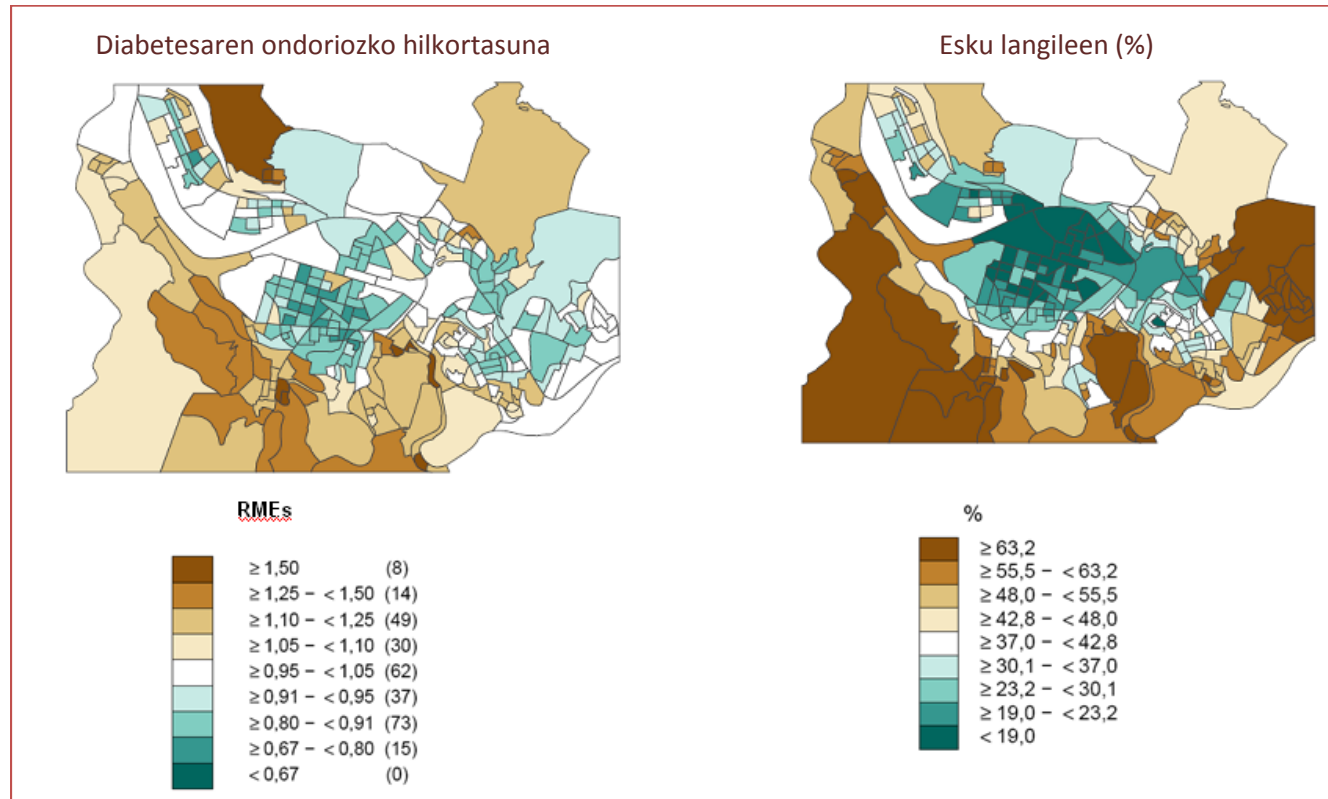 Diabetesaren ondoriozko hilkortasuna
Esku langileen (%)
RMEs
≥ 1,50 (8)
≥ 1,25 − < 1,50 (14)
≥ 1,10 − < 1,25 (49)
≥ 1,05 − < 1,10 (30)
≥ 0,95 − < 1,05 (62)
≥ 0,91 − < 0,95 (37)
≥ 0,80 − < 0,91 (73)
≥ 0,67 − < 0,80 (15)
< 0,67 (0)
%
≥ 63,2
≥ 55,5 − < 63,2
≥ 48,0 − < 55,5
≥ 42,8 − < 48,0
≥ 37,0 − < 42,8
≥ 30,1 − < 37,0
≥ 23,2 − < 30,1
≥ 19,0 − < 23,2
< 19,0